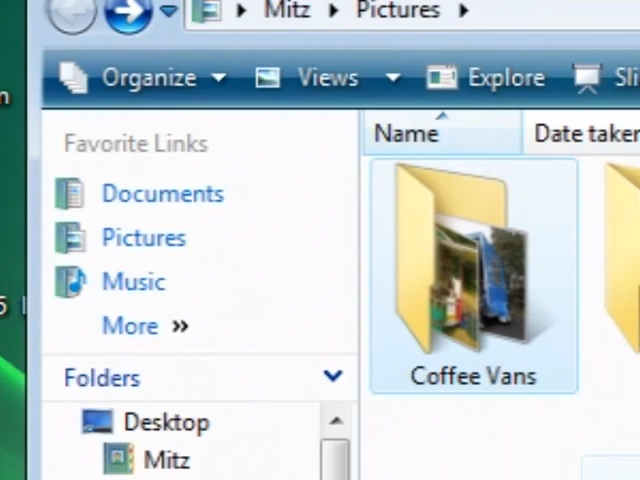 Mitz Pictures
Organize Views Explore
Name Date taken
Favorite Links
Documents
Pictures
Music
More »
Folders
Coffee Vans
Desktop
Mitz